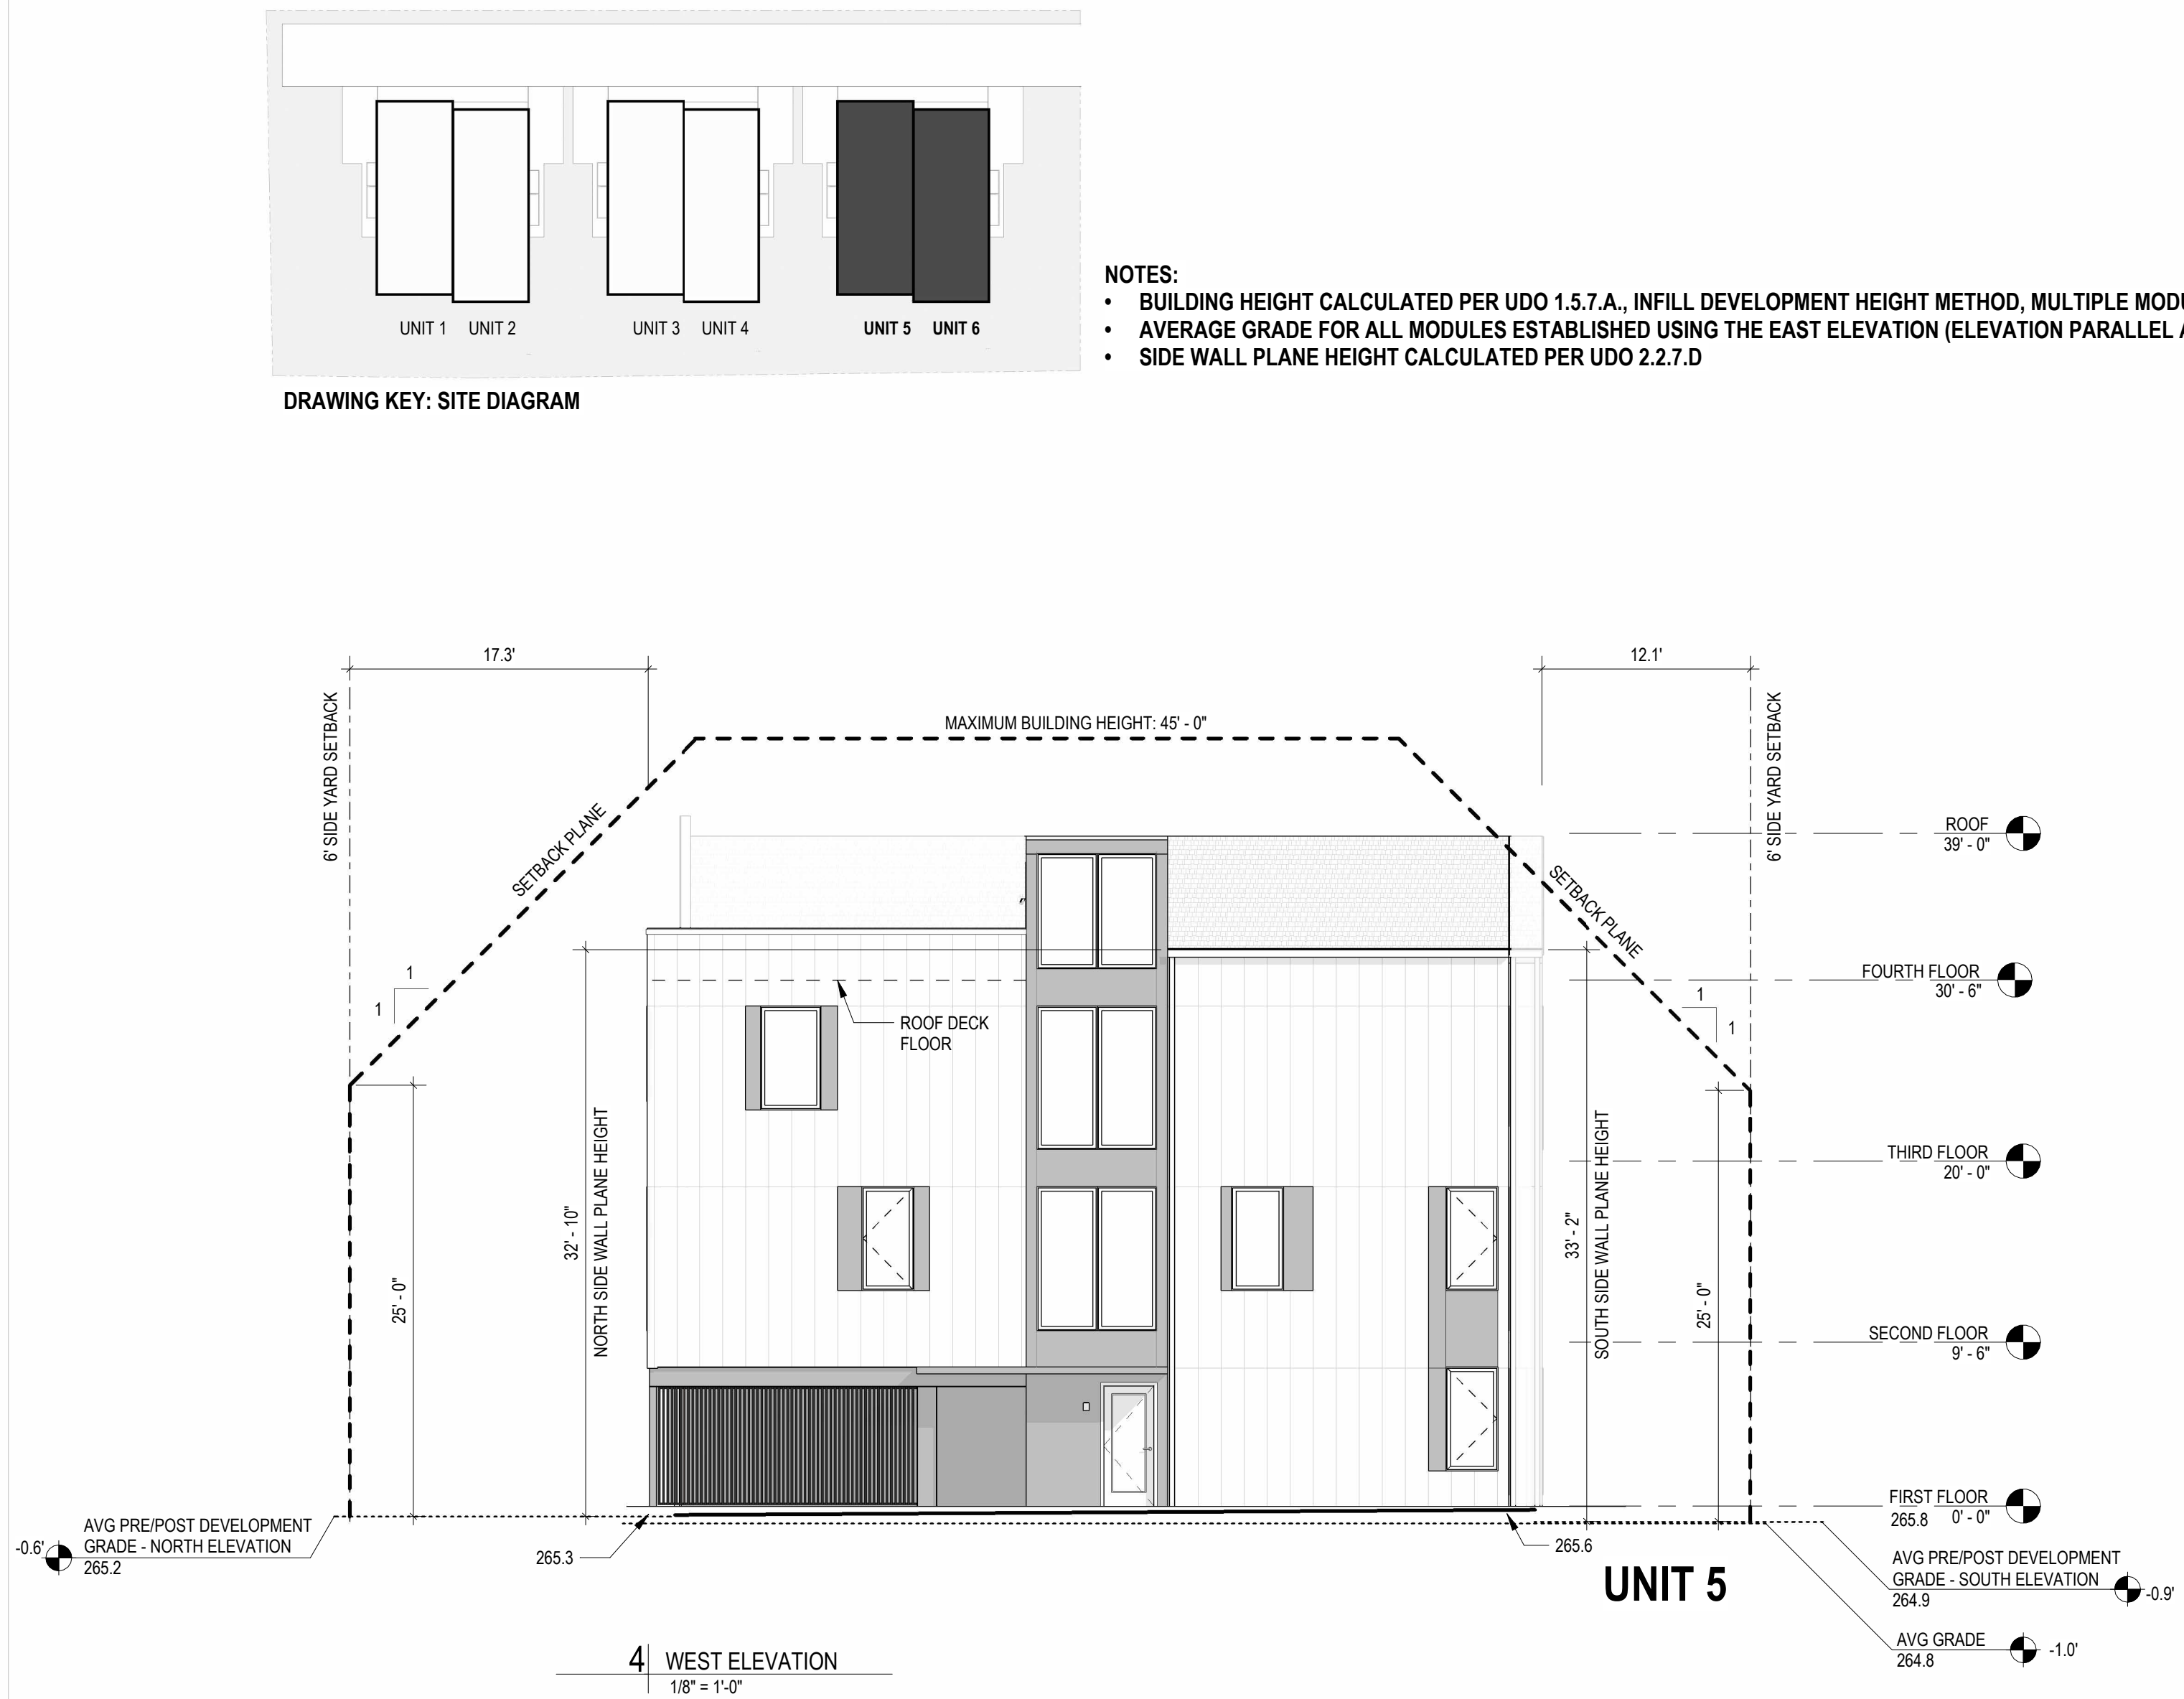 UNIT 1 UNIT 2 UNIT 3 UNIT 4 UNIT 5 UNIT 6
DRAWING KEY: SITE DIAGRAM
NOTES:
• BUILDING HEIGHT CALCULATED PER UDO 1.5.7.A., INFILL DEVELOPMENT HEIGHT METHOD, MULTIPLE
• AVERAGE GRADE FOR ALL MODULES ESTABLISHED USING THE EAST ELEVATION (ELEVATION PARALLEL
• SIDE WALL PLANE HEIGHT CALCULATED PER UDO 2.2.7.D
17.3'
12.1'
6' SIDE YARD SETBACK
MAXIMUM BUILDING HEIGHT: 45' - 0"
6' SIDE YARD SETBACK
SETBACK PLANE
SETBACK PLANE
1
1
1
1
ROOF
39' - 0"
FOURTH FLOOR
30' - 6"
ROOF DECK
FLOOR
THIRD FLOOR
20' - 0"
25' - 0"
32' - 10"
NORTH SIDE WALL PLANE HEIGHT
33' - 2"
SOUTH SIDE WALL PLANE HEIGHT
25' - 0"
SECOND FLOOR
9' - 6"
FIRST FLOOR
265.8 0' - 0"
AVG PRE/POST DEVELOPMENT
GRADE - NORTH ELEVATION
-0.6'
265.2
265.3
265.6
UNIT 5
AVG PRE/POST DEVELOPMENT
GRADE - SOUTH ELEVATION
-0.9'
264.9
AVG GRADE
-1.0'
264.8
4 WEST ELEVATION
1/8" = 1'-0"